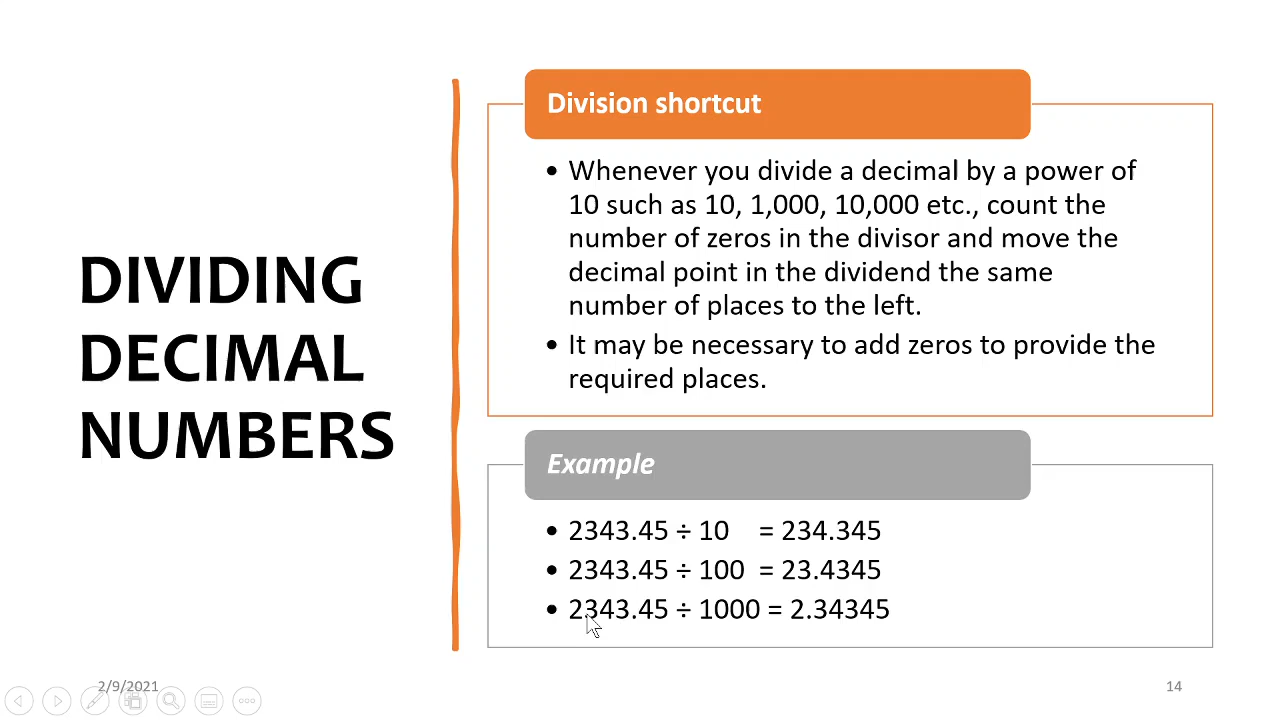 DIVIDING
DECIMAL
NUMBERS
Division shortcut
• Whenever you divide a decimal by a power of
10 such as 10, 1,000, 10,000 etc., count the
number of zeros in the divisor and move the
decimal point in the dividend the same
number of places to the left.
• It may be necessary to add zeros to provide the
required places.
Example
• 2343.45 ÷ 10 = 234.345
• 2343.45 ÷ 100 = 23.4345
• 2343.45 ÷ 1000 = 2.34345
2/9/2021
14